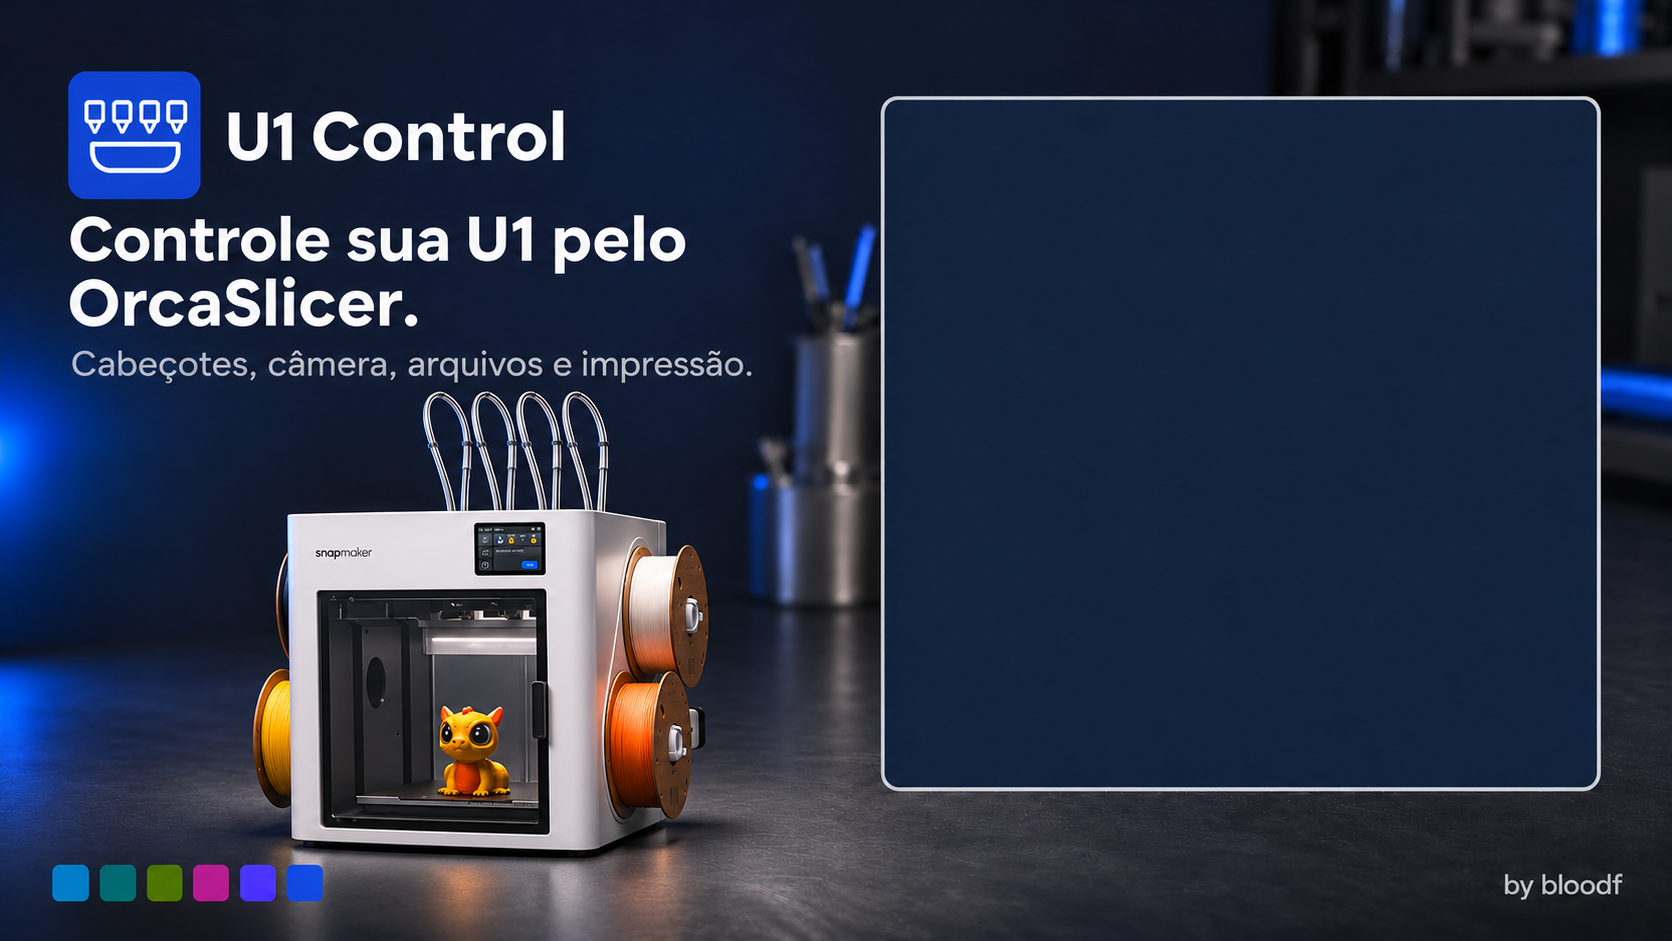 U1 Control
Controle sua U1 pelo
OrcaSlicer.
Cabeçotes, câmera, arquivos e impressão.
snapmaker
by bloodf